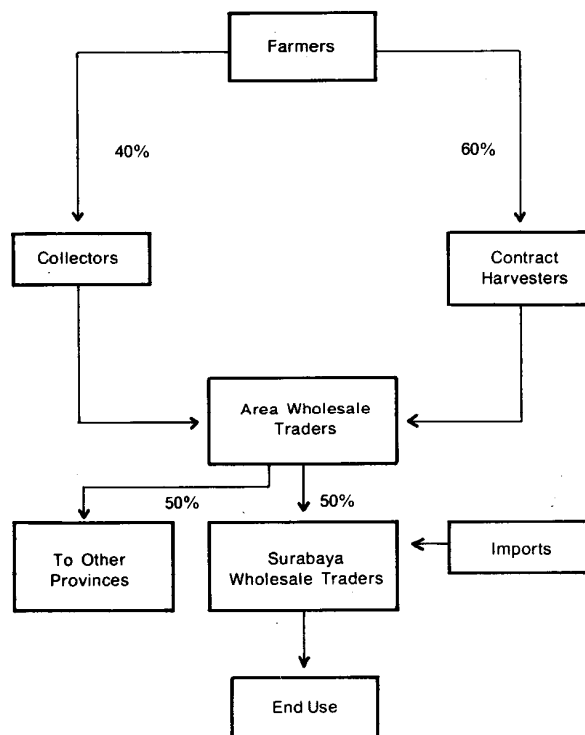 Farmers
40%
60%
Collectors
Contract
Harvesters
Area Wholesale
Traders
50%
50%
To Other
Provinces
Surabaya
Wholesale Traders
Imports
End Use